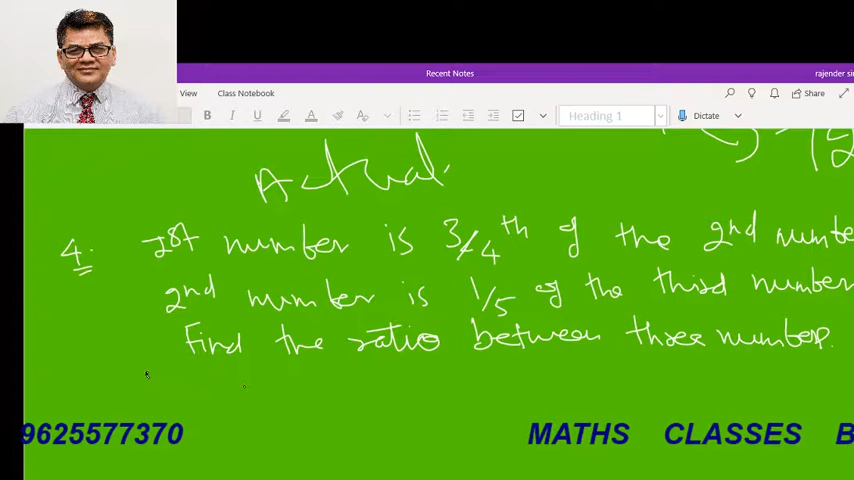 Recent Notes
rajender si
View Class Notebook
Share
B I U A
Heading 1
Dictate
Actual
4. Ist number is 3/4th of the 2nd numbe
2nd number is 1/5 of the third number
Find the ratio between three number.
9625577370 MATHS CLASSES B